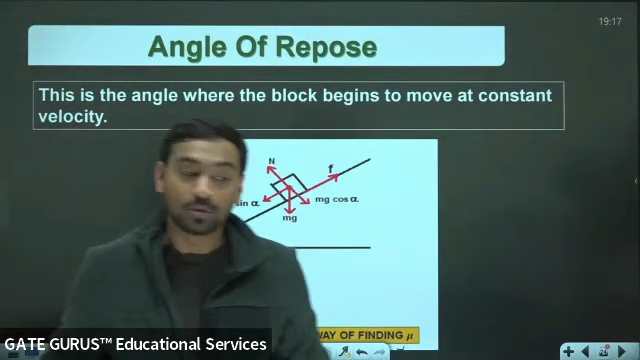 19:17
Angle Of Repose
This is the angle where the block begins to move at constant
velocity.
N
f
sin α
mg cos α
mg
WAY OF FINDING μ
GATE GURUS™ Educational Services